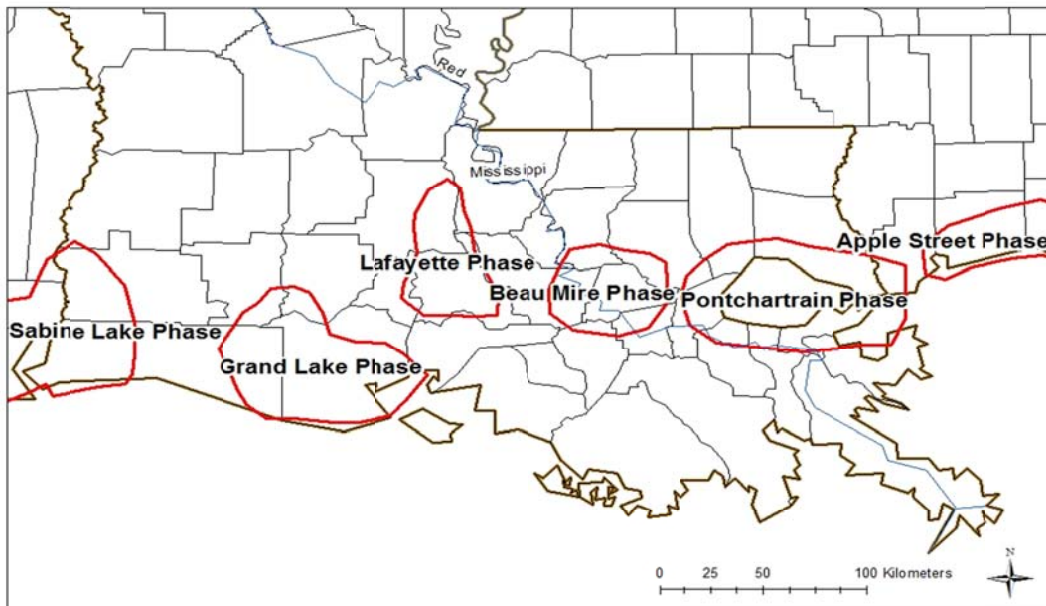 Red
Mississippi
Apple Street Phase
Lafayette Phase
Beau Mire Phase
Pontchartrain Phase
Sabine Lake Phase
Grand Lake Phase
N
0 25 50 100 Kilometers